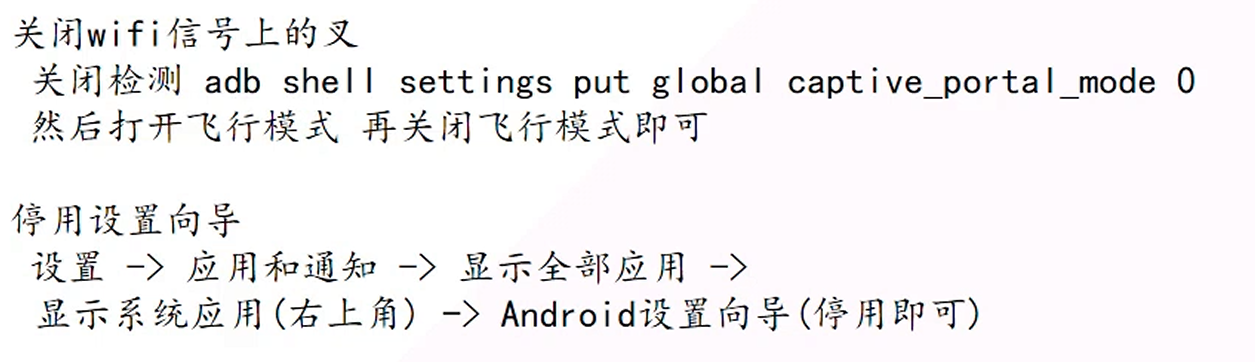 关闭wifi信号上的叉
关闭检测 adb shell settings put global captive_portal_mode 0
然后打开飞行模式 再关闭飞行模式即可
停用设置向导
设置 -> 应用和通知 -> 显示全部应用 ->
显示系统应用(右上角) -> Android设置向导(停用即可)